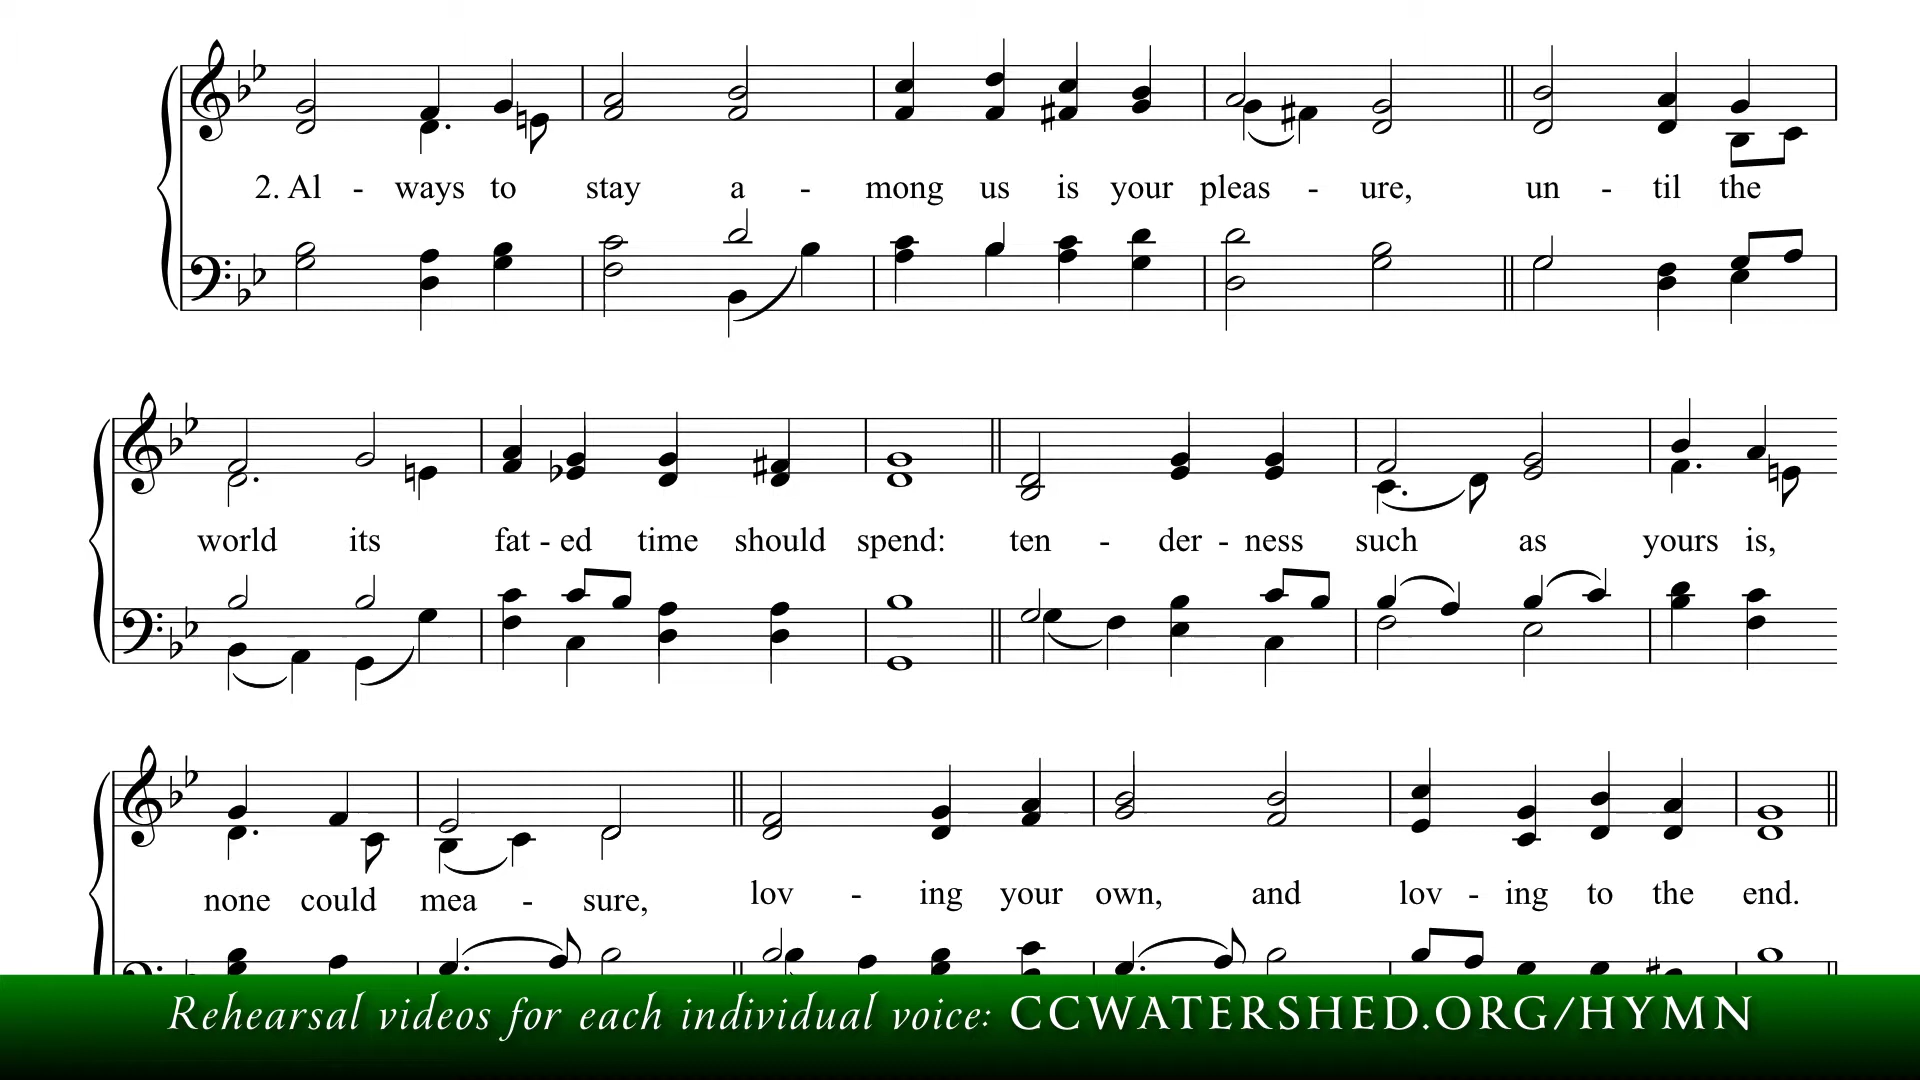 2. Al - ways to stay a - mong us is your pleas - ure, un - til the
world its fat - ed time should spend: ten - der - ness such as yours is,
none could mea - sure, lov - ing your own, and lov - ing to the end.
Rehearsal videos for each individual voice: CCWATERSHED.ORG/HYMN